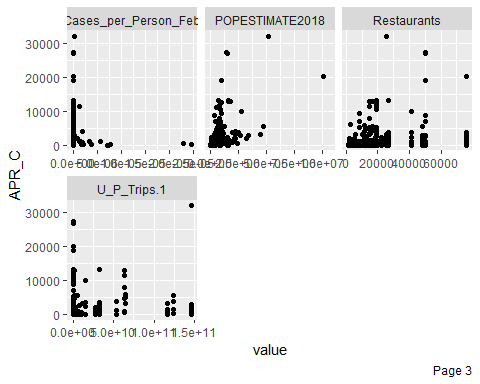 Cases_per_Person_Feb POPESTIMATE2018 Restaurants
30000
20000
10000
0
20000 40000 60000
APR_C
U_P_Trips.1
30000
20000
10000
0
0.0e+00 5.0e+10 1.0e+11 1.5e+11
value
Page 3